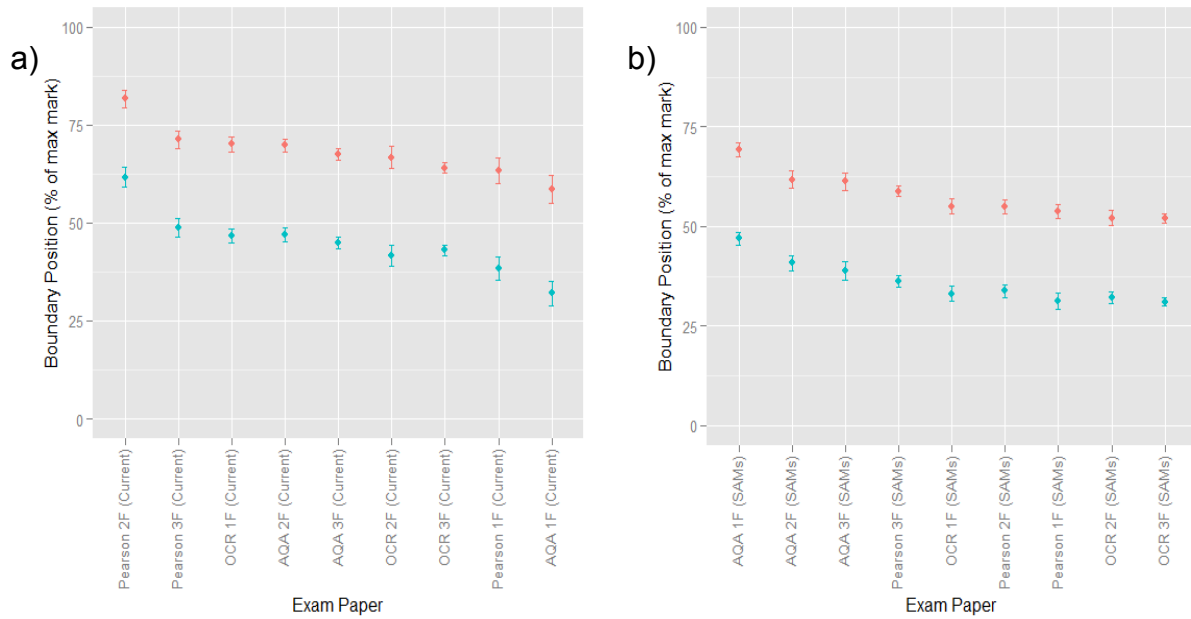 a)
Boundary Position (% of max mark)
100
75
50
25
0
Pearson 2F (Current)
Pearson 3F (Current)
OCR 1F (Current)
AQA 2F (Current)
AQA 3F (Current)
OCR 2F (Current)
OCR 3F (Current)
Pearson 1F (Current)
AQA 1F (Current)
Exam Paper
b)
Boundary Position (% of max mark)
100
75
50
25
0
AQA 1F (SAMs)
AQA 2F (SAMs)
AQA 3F (SAMs)
Pearson 3F (SAMs)
OCR 1F (SAMs)
Pearson 2F (SAMs)
Pearson 1F (SAMs)
OCR 2F (SAMs)
OCR 3F (SAMs)
Exam Paper